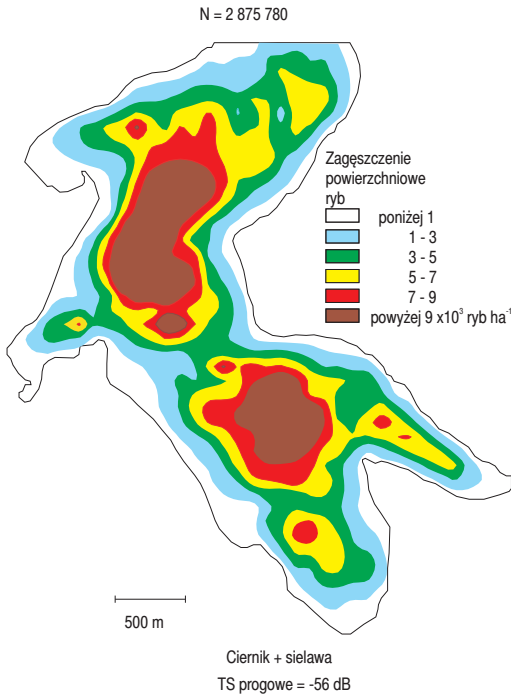 N = 2 875 780
Zagęszczenie
powierzchniowe
ryb
poniżej 1
1 - 3
3 - 5
5 - 7
7 - 9
powyżej 9 x10³ ryb ha⁻¹
500 m
Ciernik + sielawa
TS progowe = -56 dB